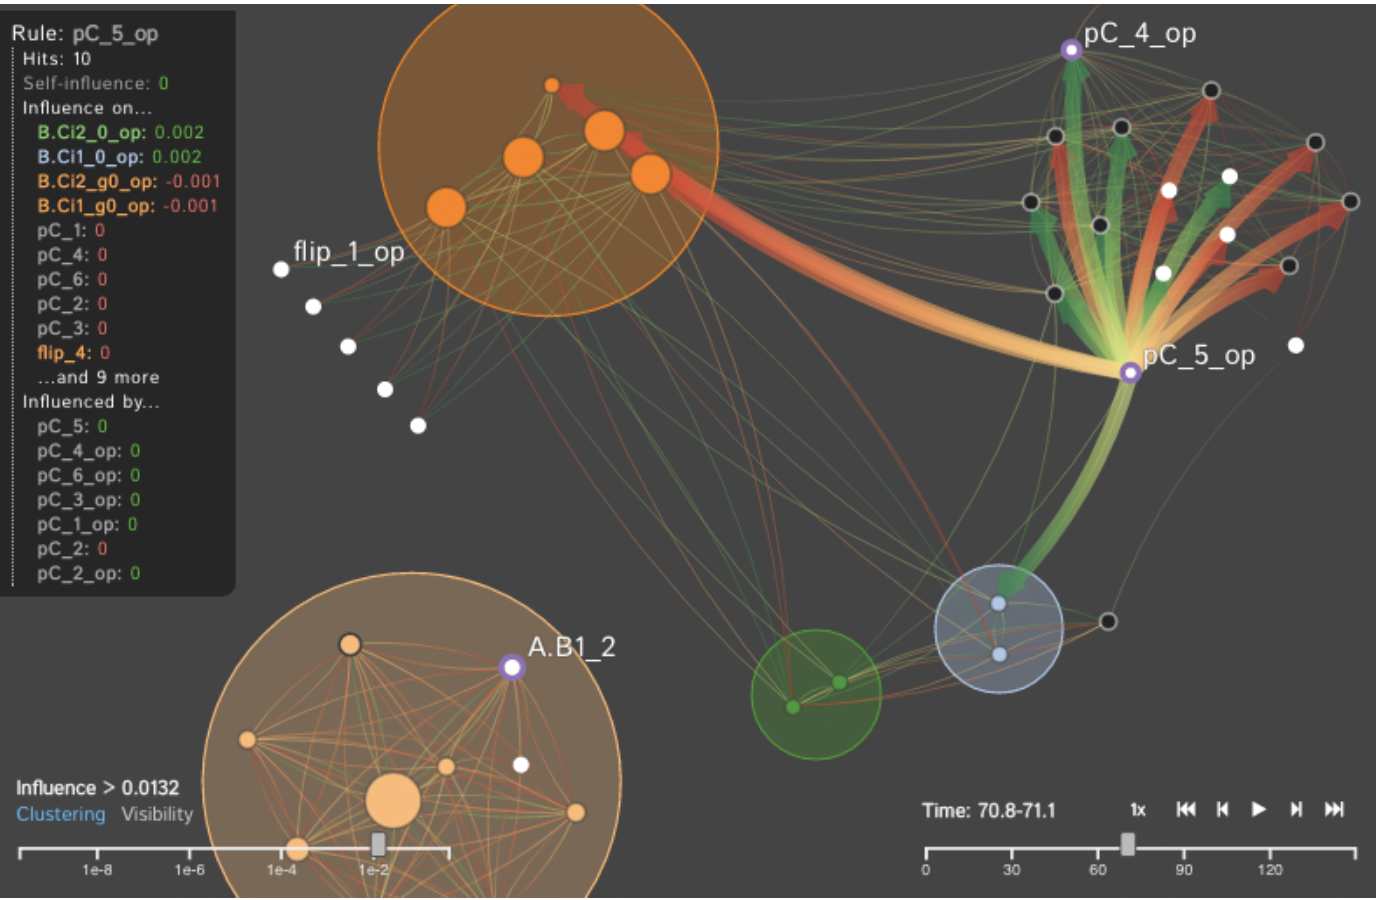 Rule: pC_5_op
Hits: 10
Self-influence: 0
Influence on...
B.Ci2_0_op: 0.002
B.Ci1_0_op: 0.002
B.Ci2_g0_op: -0.001
B.Ci1_g0_op: -0.001
pC_1: 0
pC_4: 0
pC_6: 0
pC_2: 0
pC_3: 0
flip_4: 0
...and 9 more
Influenced by...
pC_5: 0
pC_4_op: 0
pC_6_op: 0
pC_3_op: 0
pC_1_op: 0
pC_2: 0
pC_2_op: 0
pC_4_op
flip_1_op
pC_5_op
A.B1_2
Influence > 0.0132
Clustering Visibility
1e-8 1e-6 1e-4 1e-2
Time: 70.8-71.1 1x
0 30 60 90 120